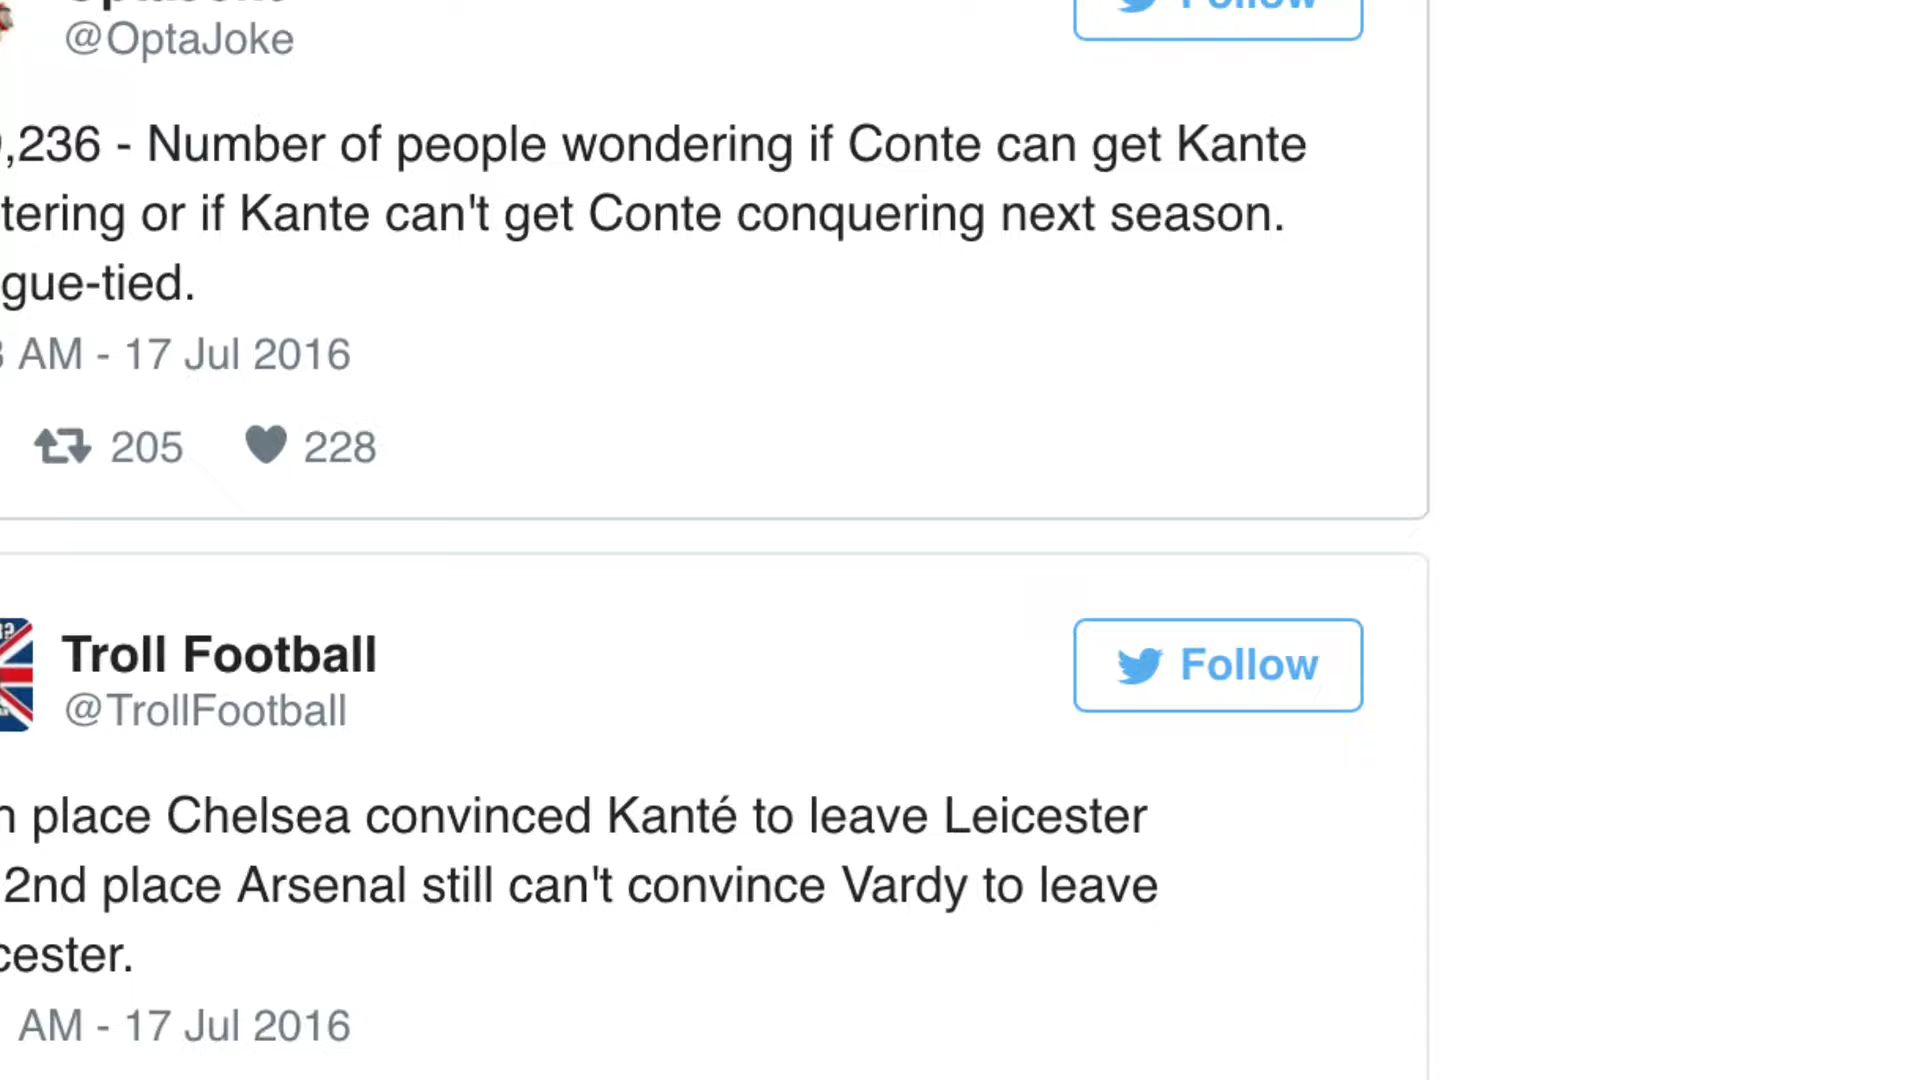 @OptaJoke
Follow
,236 - Number of people wondering if Conte can get Kante
tering or if Kante can't get Conte conquering next season.
gue-tied.
AM - 17 Jul 2016
205 228
Troll Football
Follow
@TrollFootball
place Chelsea convinced Kanté to leave Leicester
2nd place Arsenal still can't convince Vardy to leave
cester.
AM - 17 Jul 2016